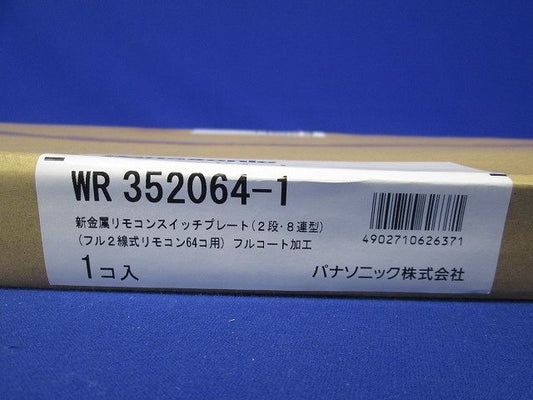 WR 352064-1
新金属リモコンスイッチプレート(2段・8連型)
(フル2線式リモコン64コ用) フルコート加工
1コ入
4902710626371
パナソニック株式会社